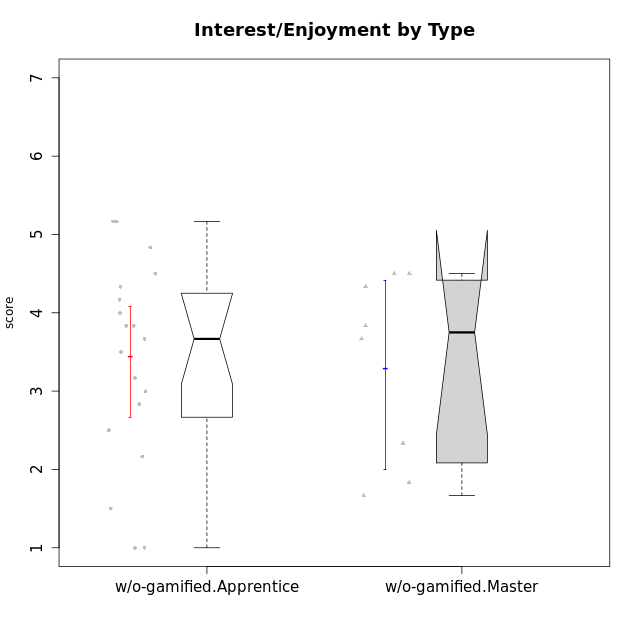 Interest/Enjoyment by Type
7
6
5
4
3
2
1
score
w/o-gamified.Apprentice
w/o-gamified.Master